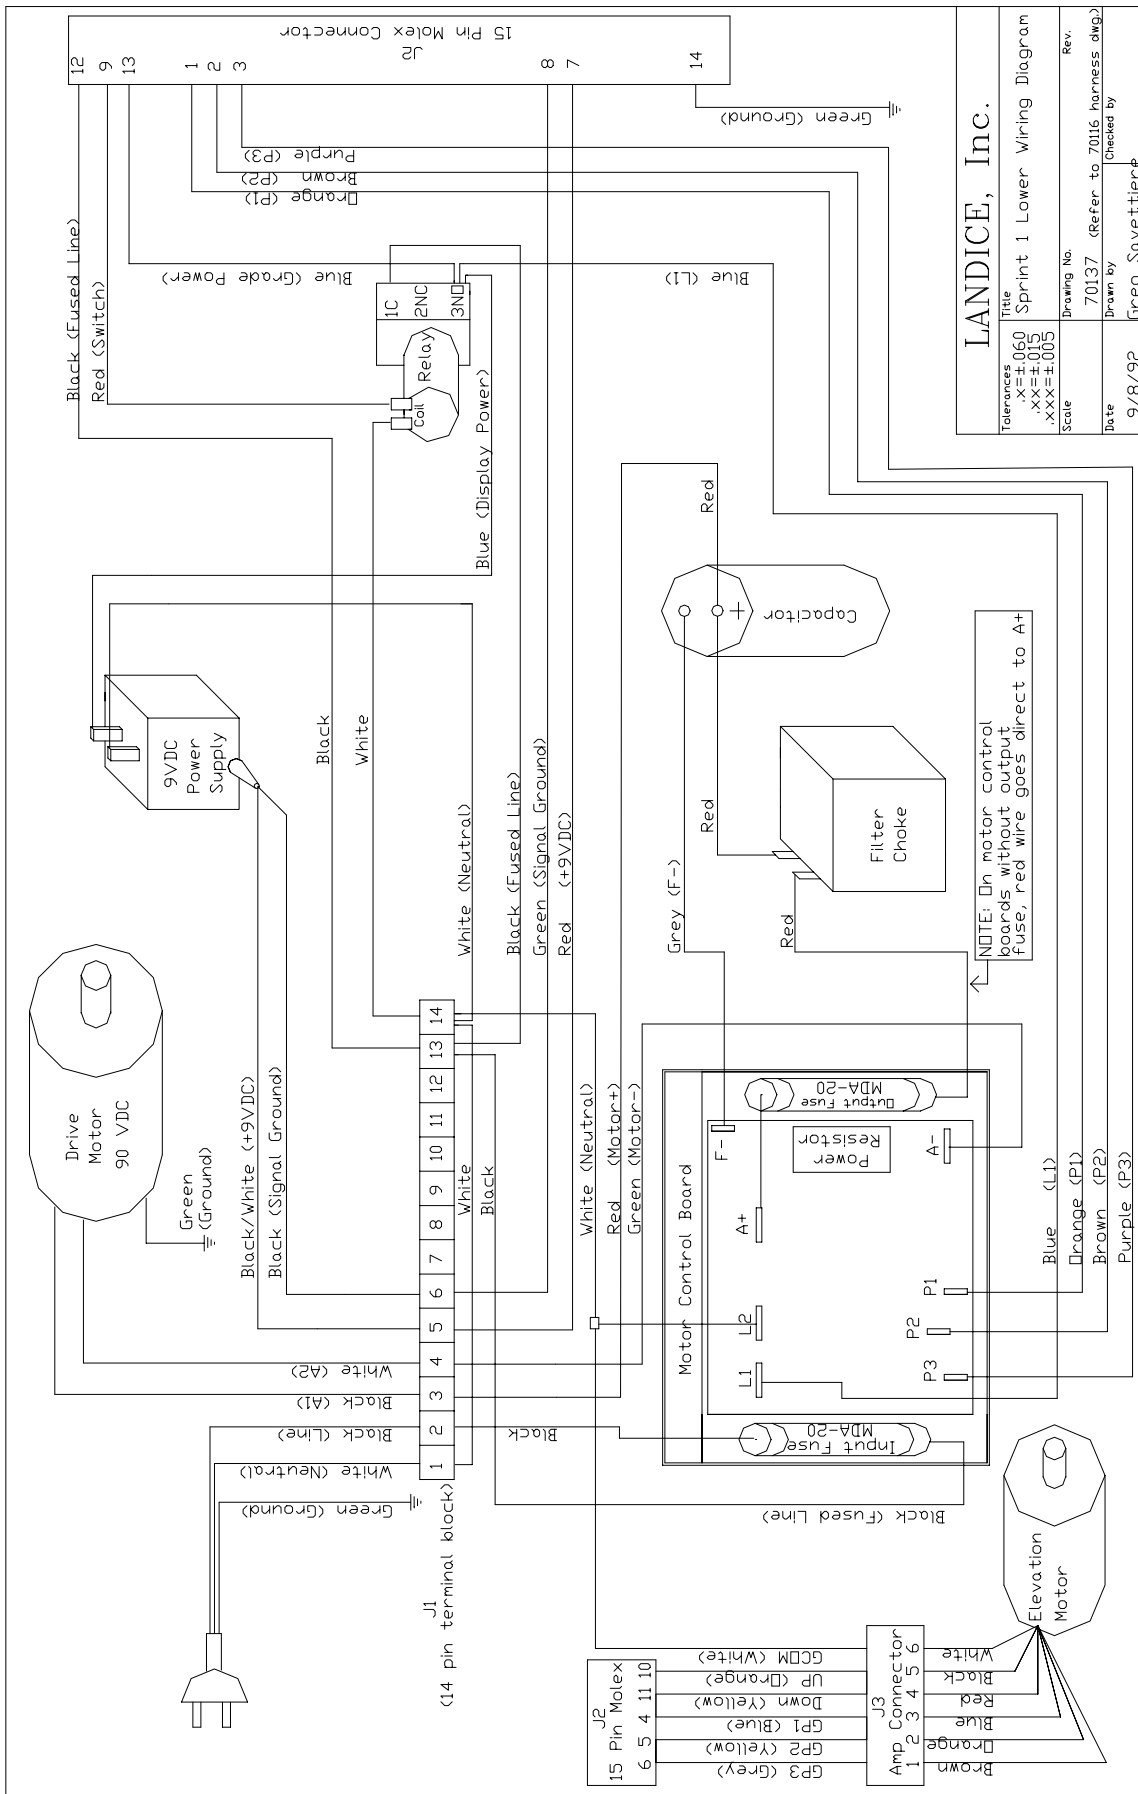 15 Pin Molex Connector
J2
12
9
13
1
2
3
8
7
14
Black (Fused Line)
Red (Switch)
Blue (Grade Power)
Orange (P1)
Brown (P2)
Purple (P3)
Green (Ground)
1C
2NC
3NO
Relay
Coil
Blue (L1)
Blue (Display Power)
9VDC
Power
Supply
Black
White
White (Neutral)
Black (Fused Line)
Green (Signal Ground)
Red (+9VDC)
Drive
Motor
90 VDC
Green
(Ground)
Black/White (+9VDC)
Black (Signal Ground)
White (A2)
Black (A1)
Black (Line)
White (Neutral)
Green (Ground)
1 2 3 4 5 6 7 8 9 10 11 12 13 14
J1
(14 pin terminal block)
White
Black
Black
White (Neutral)
Red (Motor+)
Green (Motor-)
Red
Capacitor
+
Grey (F-)
Red
Red
Filter
Choke
NOTE: On motor control
boards without output
fuse, red wire goes direct to A+
Motor Control Board
Output Fuse
MDA-20
F-
Power
Resistor
A-
A+
L2
L1
P1
P2
P3
Input Fuse
MDA-20
Black (Fused Line)
Blue (L1)
Orange (P1)
Brown (P2)
Purple (P3)
Elevation
Motor
J2
15 Pin Molex
6 5 4 11 10
GCOM (White)
UP (Orange)
Down (Yellow)
GP1 (Blue)
GP2 (Yellow)
GP3 (Grey)
J3
Amp Connector
1 2 3 4 5 6
White
Black
Red
Blue
Orange
Brown
LANDICE, Inc.
Tolerances
.X=±.060
.XX=±.015
.XXX=±.005
Title
Sprint 1 Lower Wiring Diagram
Scale
Drawing No.
70137
(Refer to 70116 harness dwg.)
Rev.
Date
9/8/92
Drawn by
Greg Savettiere
Checked by